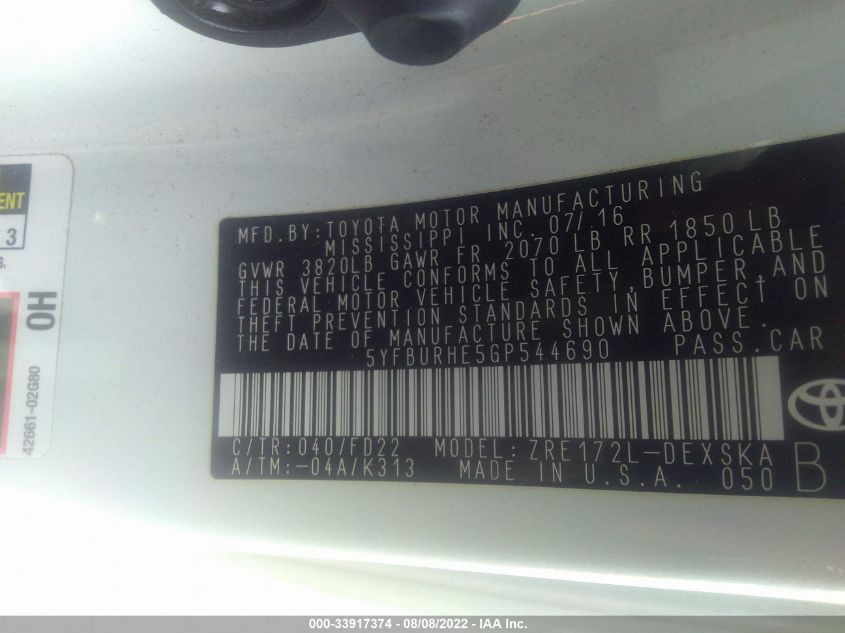 ENT
3
S.
OH
42661-02G80
MFD.BY:TOYOTA MOTOR MANUFACTURING
MISSISSIPPI INC. 07/16
GVWR 3820LB GAWR FR 2070 LB RR 1850 LB
THIS VEHICLE CONFORMS TO ALL APPLICABLE
FEDERAL MOTOR VEHICLE SAFETY,BUMPER,AND
THEFT PREVENTION STANDARDS IN EFFECT ON
THE DATE OF MANUFACTURE SHOWN ABOVE.
5YFBURHE5GP544690 PASS.CAR
C/TR:040/FD22 MODEL:ZRE172L-DEXSKA
A/TM:-04A/K313 MADE IN U.S.A. 050 B
000-33917374 - 08/08/2022 - © IAA Inc.